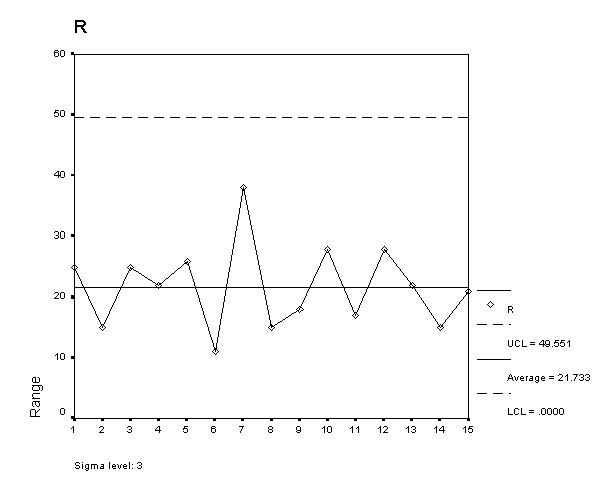 R
60
50
40
30
20
10
0
Range
1 2 3 4 5 6 7 8 9 10 11 12 13 14 15
R
UCL = 49.551
Average = 21.733
LCL = .0000
Sigma level: 3